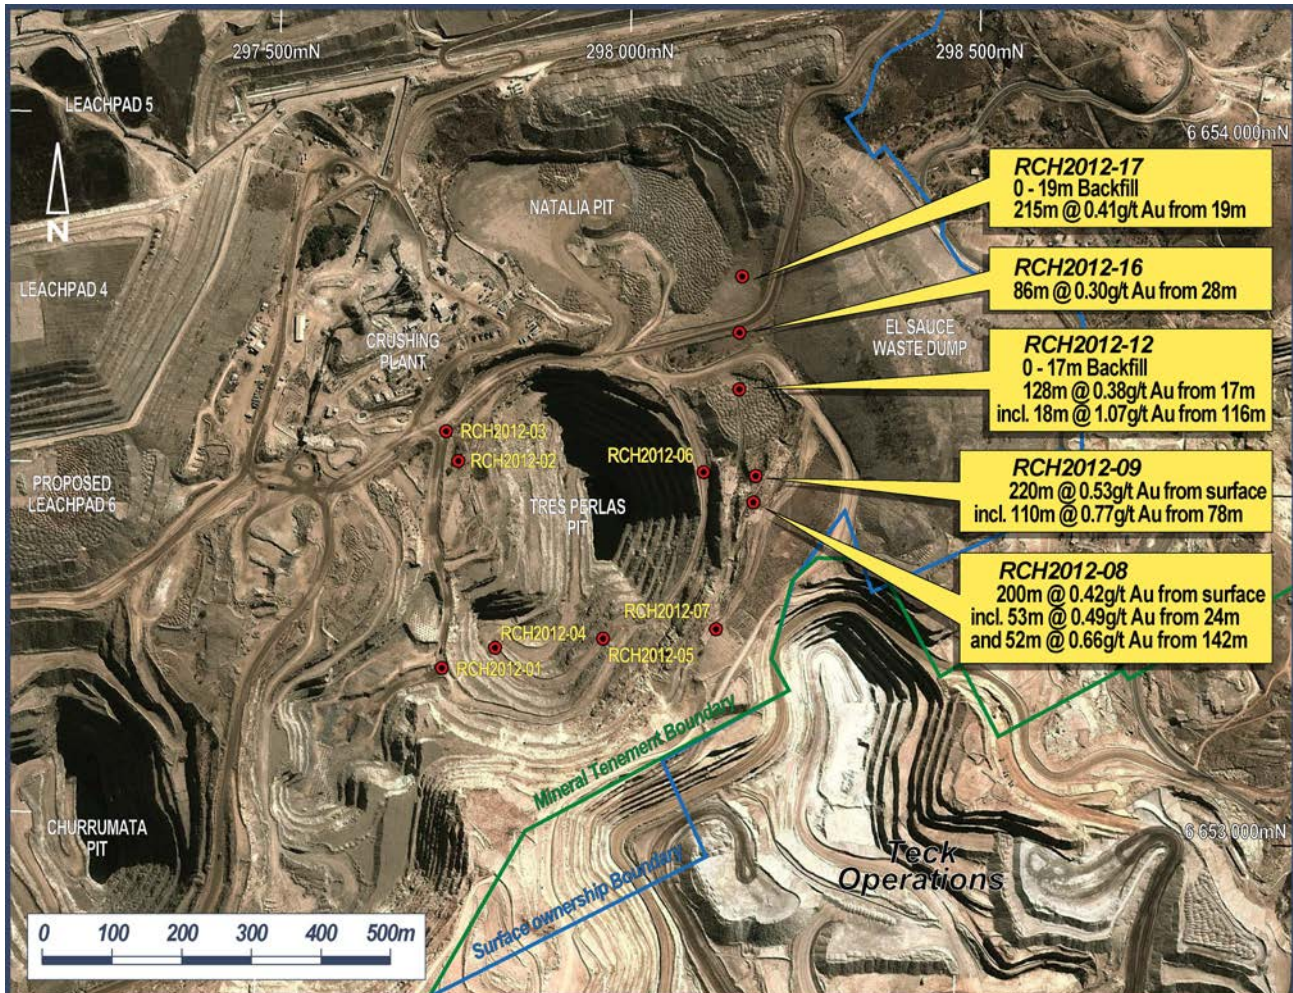 297 500mN
298 000mN
298 500mN
LEACHPAD 5
6 654 000mN
N
NATALIA PIT
RCH2012-17
0 - 19m Backfill
215m @ 0.41g/t Au from 19m
LEACHPAD 4
RCH2012-16
86m @ 0.30g/t Au from 28m
CRUSHING
PLANT
EL SAUCE
WASTE DUMP
RCH2012-12
0 - 17m Backfill
128m @ 0.38g/t Au from 17m
incl. 18m @ 1.07g/t Au from 116m
RCH2012-03
RCH2012-02
RCH2012-06
PROPOSED
LEACHPAD 6
TRES PERLAS
PIT
RCH2012-09
220m @ 0.53g/t Au from surface
incl. 110m @ 0.77g/t Au from 78m
RCH2012-08
200m @ 0.42g/t Au from surface
incl. 53m @ 0.49g/t Au from 24m
and 52m @ 0.66g/t Au from 142m
RCH2012-07
RCH2012-04
RCH2012-05
RCH2012-01
Mineral Tenement Boundary
CHURRUMATA
PIT
6 653 000mN
Teck
Operations
Surface ownership Boundary
0 100 200 300 400 500m